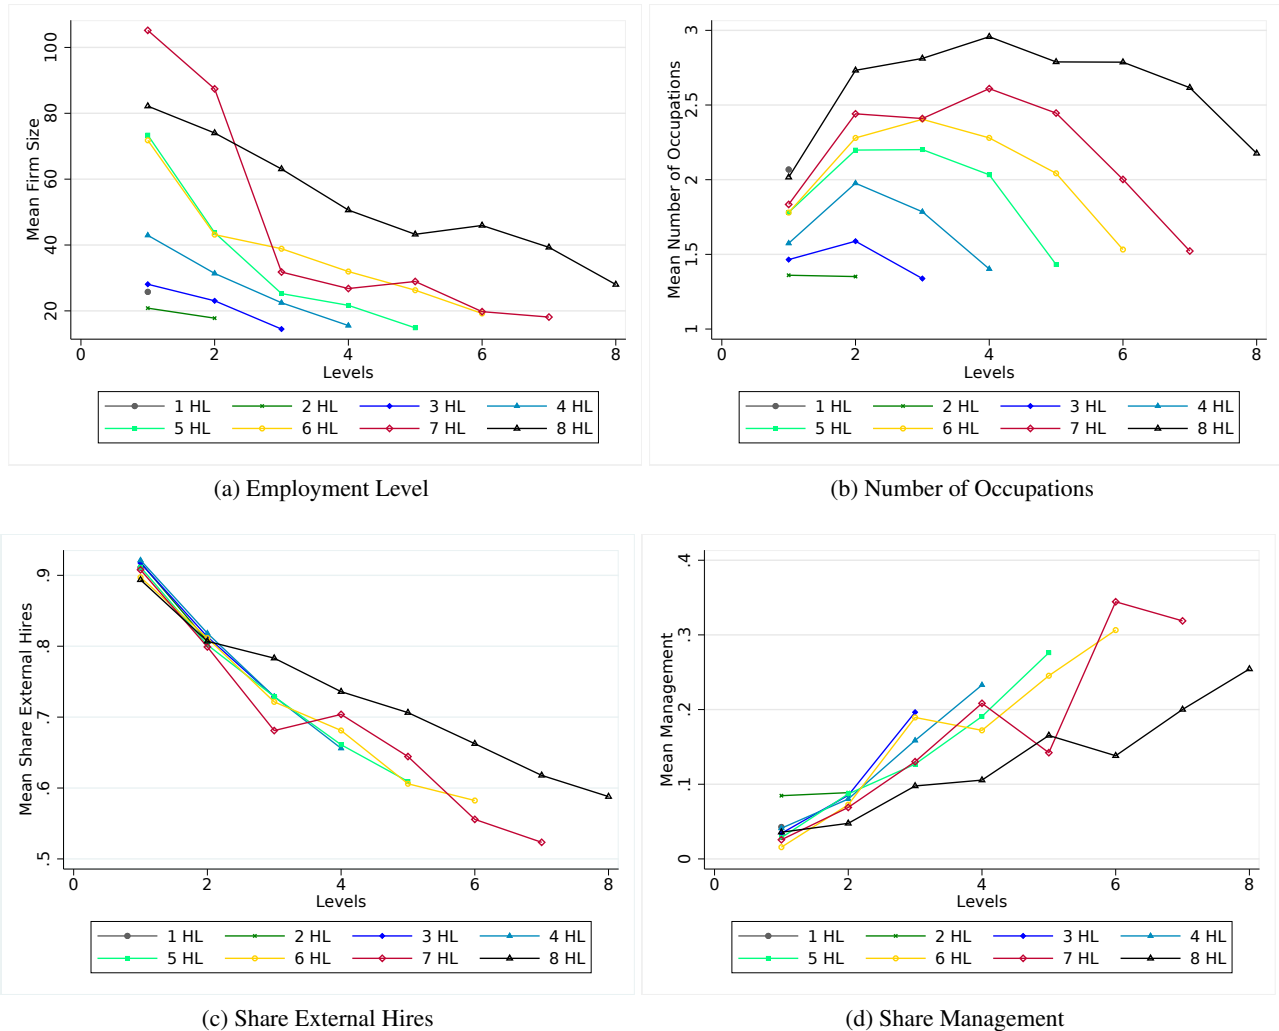 Mean Firm Size
100
80
60
40
20
0 2 4 6 8
Levels
1 HL 2 HL 3 HL 4 HL
5 HL 6 HL 7 HL 8 HL
(a) Employment Level
Mean Number of Occupations
3
2.5
2
1.5
1
0 2 4 6 8
Levels
1 HL 2 HL 3 HL 4 HL
5 HL 6 HL 7 HL 8 HL
(b) Number of Occupations
Mean Share External Hires
.9
.8
.7
.6
.5
0 2 4 6 8
Levels
1 HL 2 HL 3 HL 4 HL
5 HL 6 HL 7 HL 8 HL
(c) Share External Hires
Mean Management
.4
.3
.2
.1
0
0 2 4 6 8
Levels
1 HL 2 HL 3 HL 4 HL
5 HL 6 HL 7 HL 8 HL
(d) Share Management